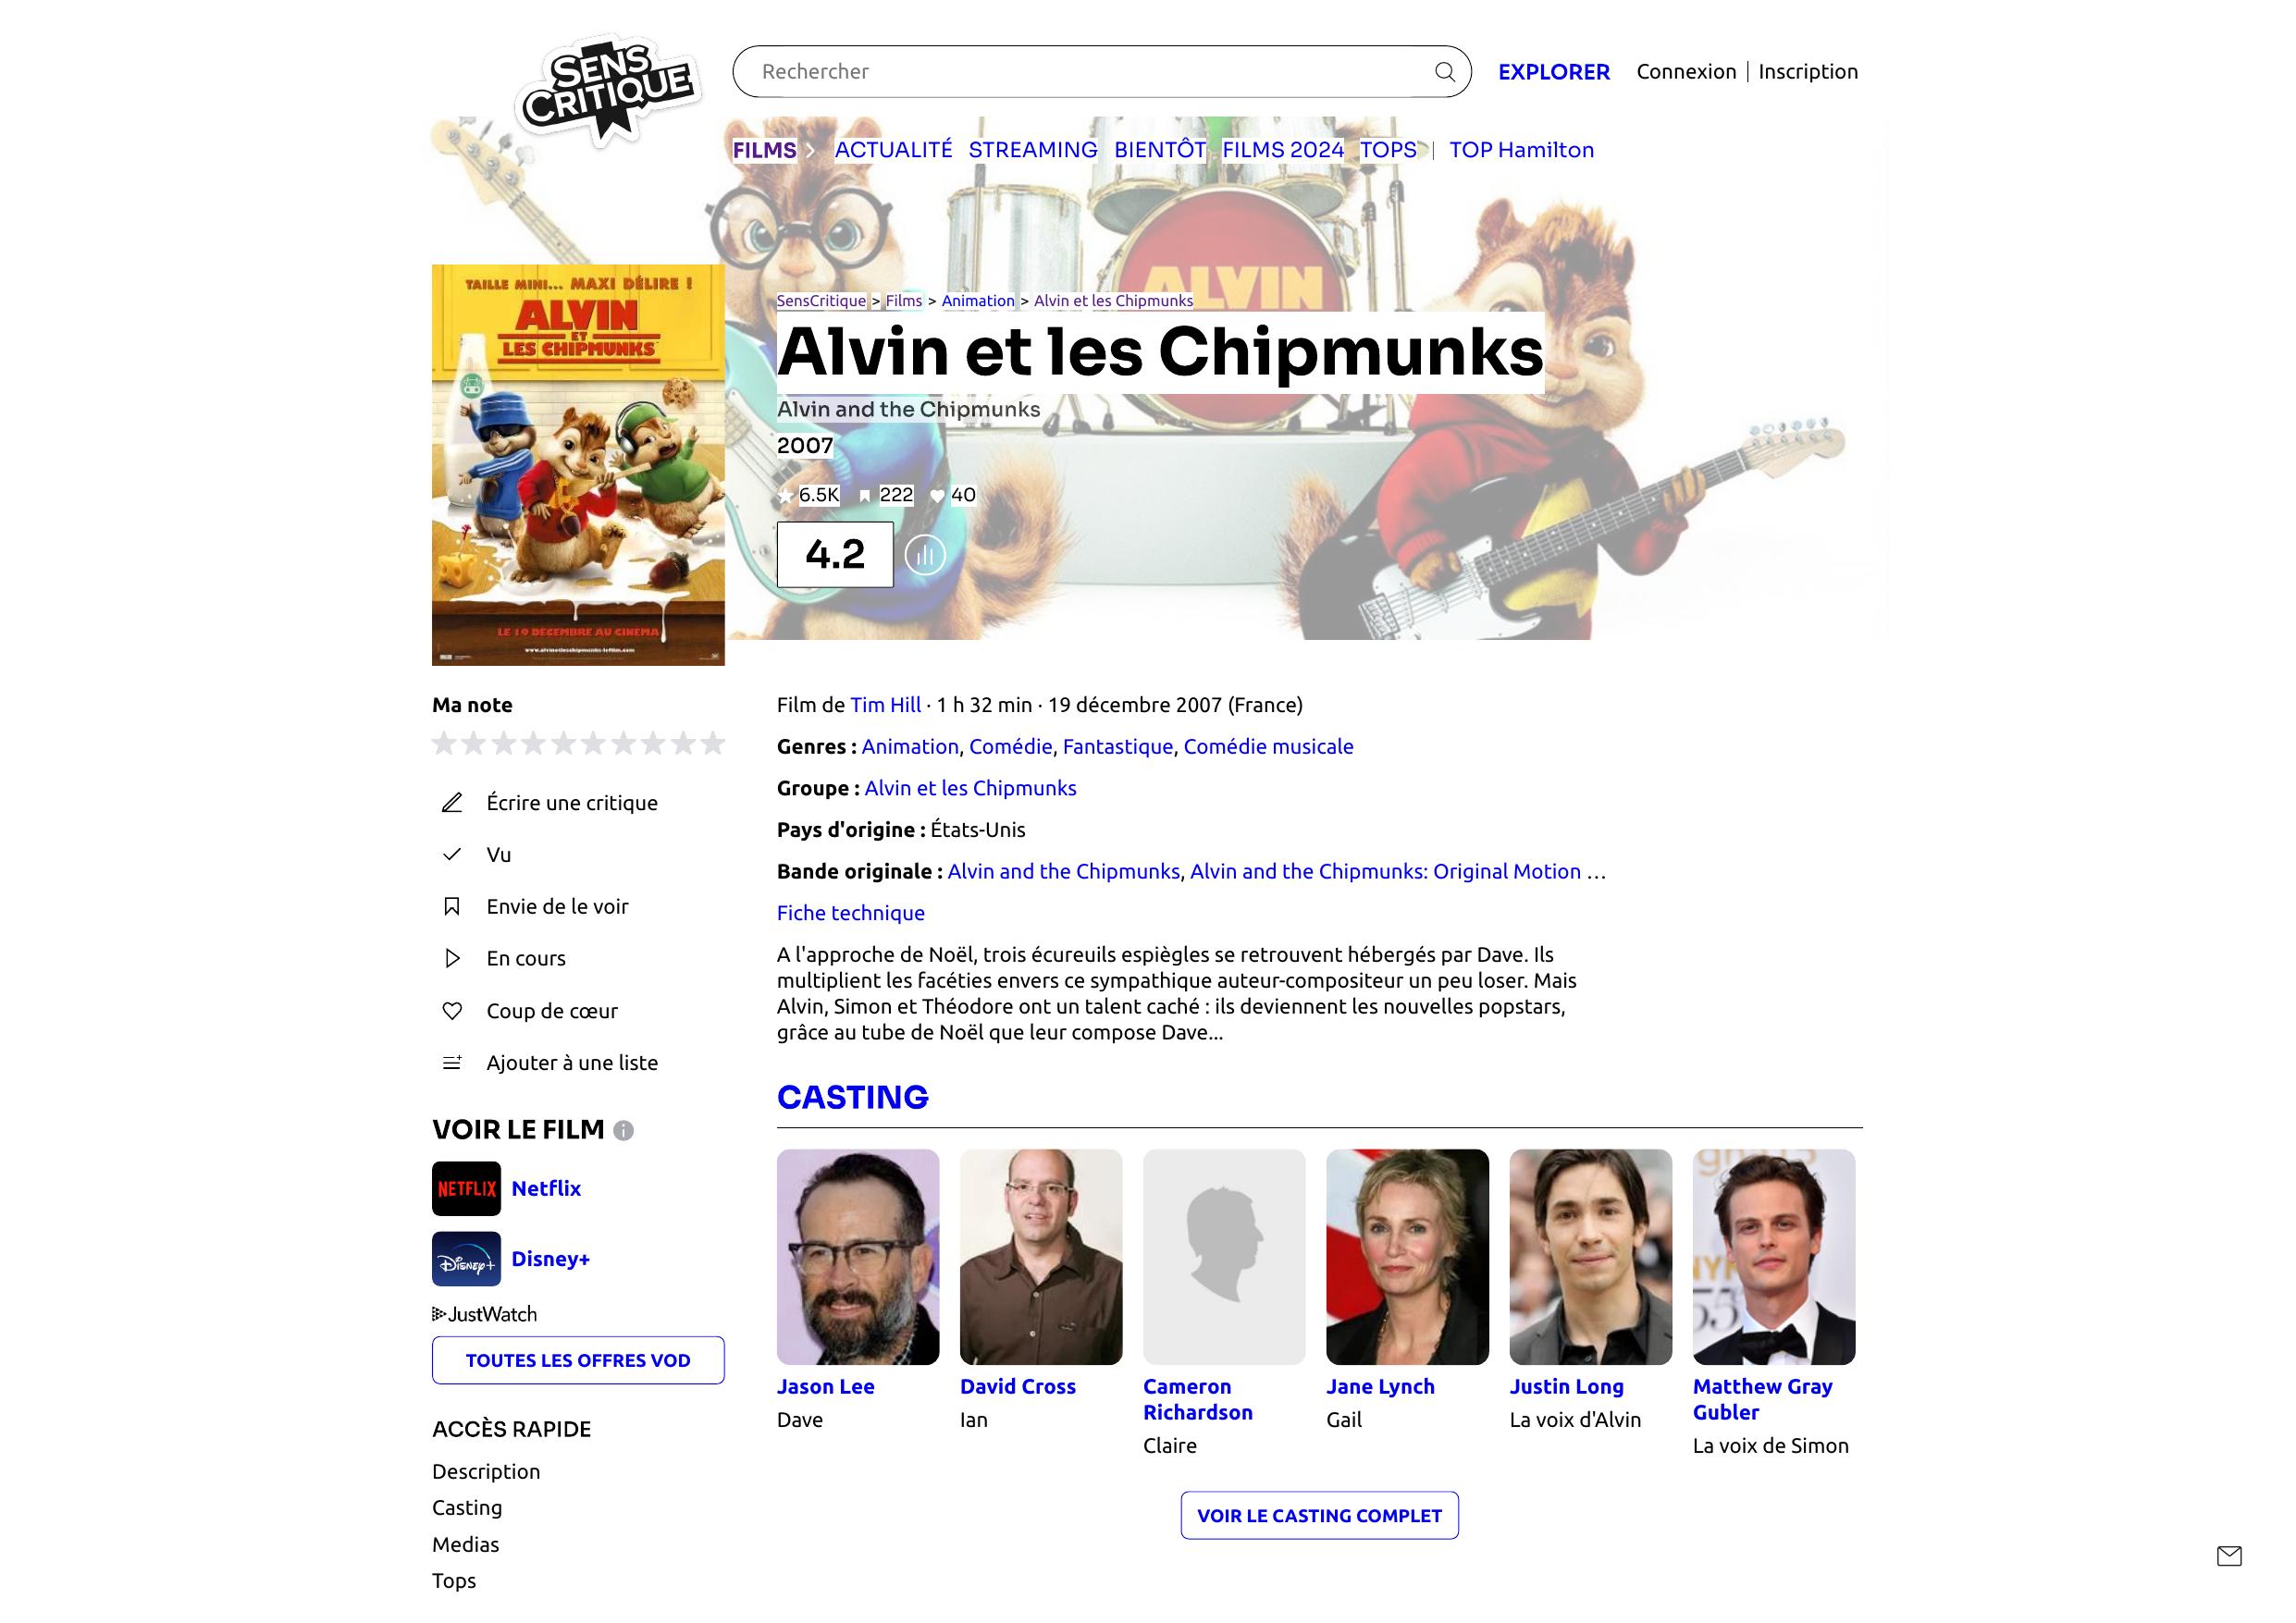 SENS
CRITIQUE
Rechercher
EXPLORER
Connexion | Inscription
FILMS
ACTUALITÉ
STREAMING
BIENTÔT
FILMS 2024
TOPS
TOP Hamilton
ALVIN
TAILLE MINI... MAXI DÉLIRE !
ALVIN
ET
LES CHIPMUNKS
LE 19 DÉCEMBRE AU CINÉMA
www.alvinetleschipmunks-lefilm.com
SensCritique > Films > Animation > Alvin et les Chipmunks
Alvin et les Chipmunks
Alvin and the Chipmunks
2007
6.5K 222 40
4.2
Ma note
Écrire une critique
Vu
Envie de le voir
En cours
Coup de cœur
Ajouter à une liste
VOIR LE FILM
NETFLIX Netflix
Disney+ Disney+
JustWatch
TOUTES LES OFFRES VOD
ACCÈS RAPIDE
Description
Casting
Medias
Tops
Film de Tim Hill · 1 h 32 min · 19 décembre 2007 (France)
Genres : Animation, Comédie, Fantastique, Comédie musicale
Groupe : Alvin et les Chipmunks
Pays d'origine : États-Unis
Bande originale : Alvin and the Chipmunks, Alvin and the Chipmunks: Original Motion …
Fiche technique
A l'approche de Noël, trois écureuils espiègles se retrouvent hébergés par Dave. Ils
multiplient les facéties envers ce sympathique auteur-compositeur un peu loser. Mais
Alvin, Simon et Théodore ont un talent caché : ils deviennent les nouvelles popstars,
grâce au tube de Noël que leur compose Dave...
CASTING
Jason Lee
Dave
David Cross
Ian
Cameron
Richardson
Claire
Jane Lynch
Gail
Justin Long
La voix d'Alvin
Matthew Gray
Gubler
La voix de Simon
VOIR LE CASTING COMPLET